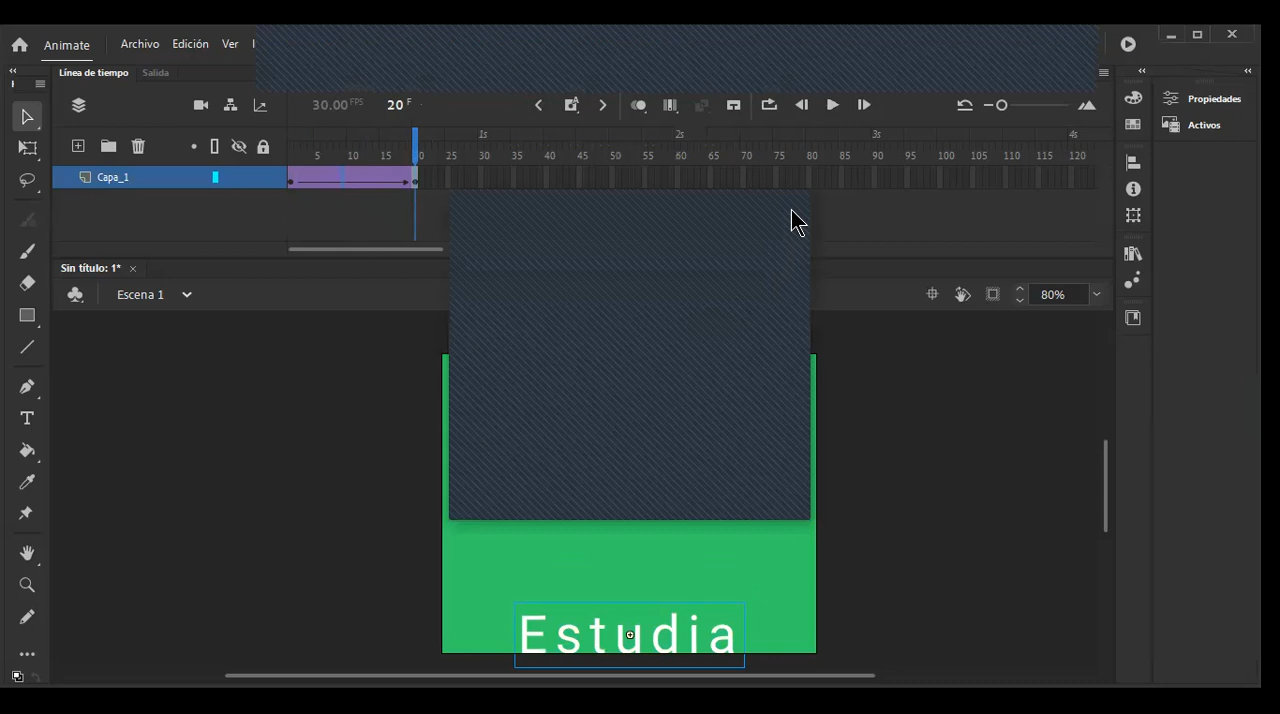 Animate Archivo Edición Ver
Línea de tiempo Salida
30.00 FPS 20 F
1s 2s 3s 4s
5 10 15 20 25 30 35 40 45 50 55 60 65 70 75 80 85 90 95 100 105 110 115 120
Capa_1
Propiedades
Activos
Sin título: 1*
Escena 1
80%
Estudia